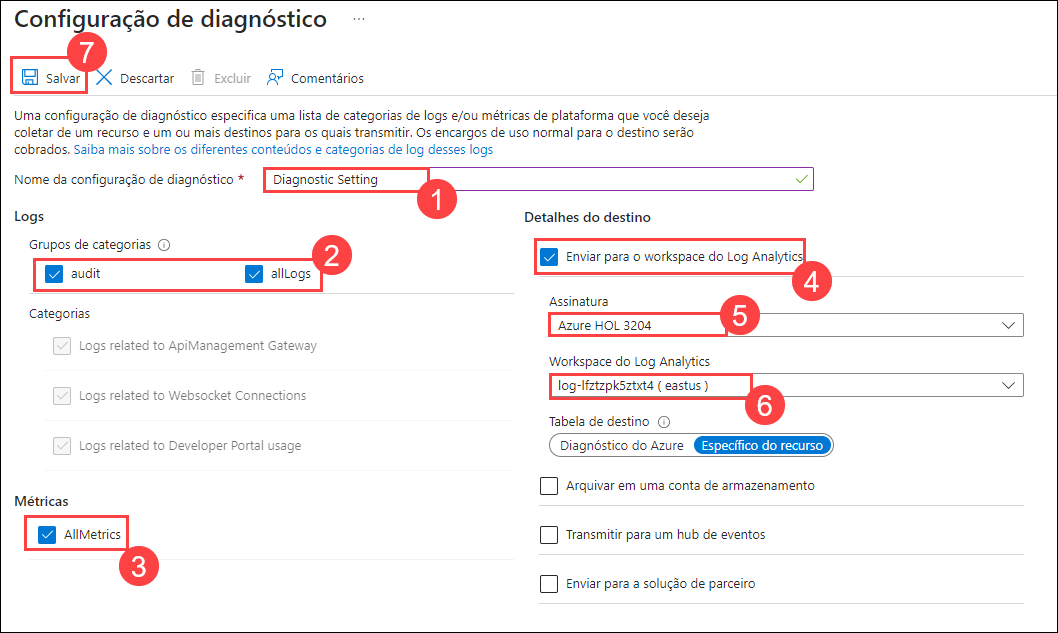 Configuração de diagnóstico ...
7
Salvar Descartar Excluir Comentários
Uma configuração de diagnóstico especifica uma lista de categorias de logs e/ou métricas de plataforma que você deseja
coletar de um recurso e um ou mais destinos para os quais transmitir. Os encargos de uso normal para o destino serão
cobrados. Saiba mais sobre os diferentes conteúdos e categorias de log desses logs
Nome da configuração de diagnóstico * Diagnostic Setting
1
Logs
Grupos de categorias
2
audit allLogs
Categorias
Logs related to ApiManagement Gateway
Logs related to Websocket Connections
Logs related to Developer Portal usage
Métricas
AllMetrics
3
Detalhes do destino
Enviar para o workspace do Log Analytics
4
Assinatura
Azure HOL 3204
5
Workspace do Log Analytics
log-lfztzpk5ztxt4 ( eastus )
6
Tabela de destino
Diagnóstico do Azure Específico do recurso
Arquivar em uma conta de armazenamento
Transmitir para um hub de eventos
Enviar para a solução de parceiro